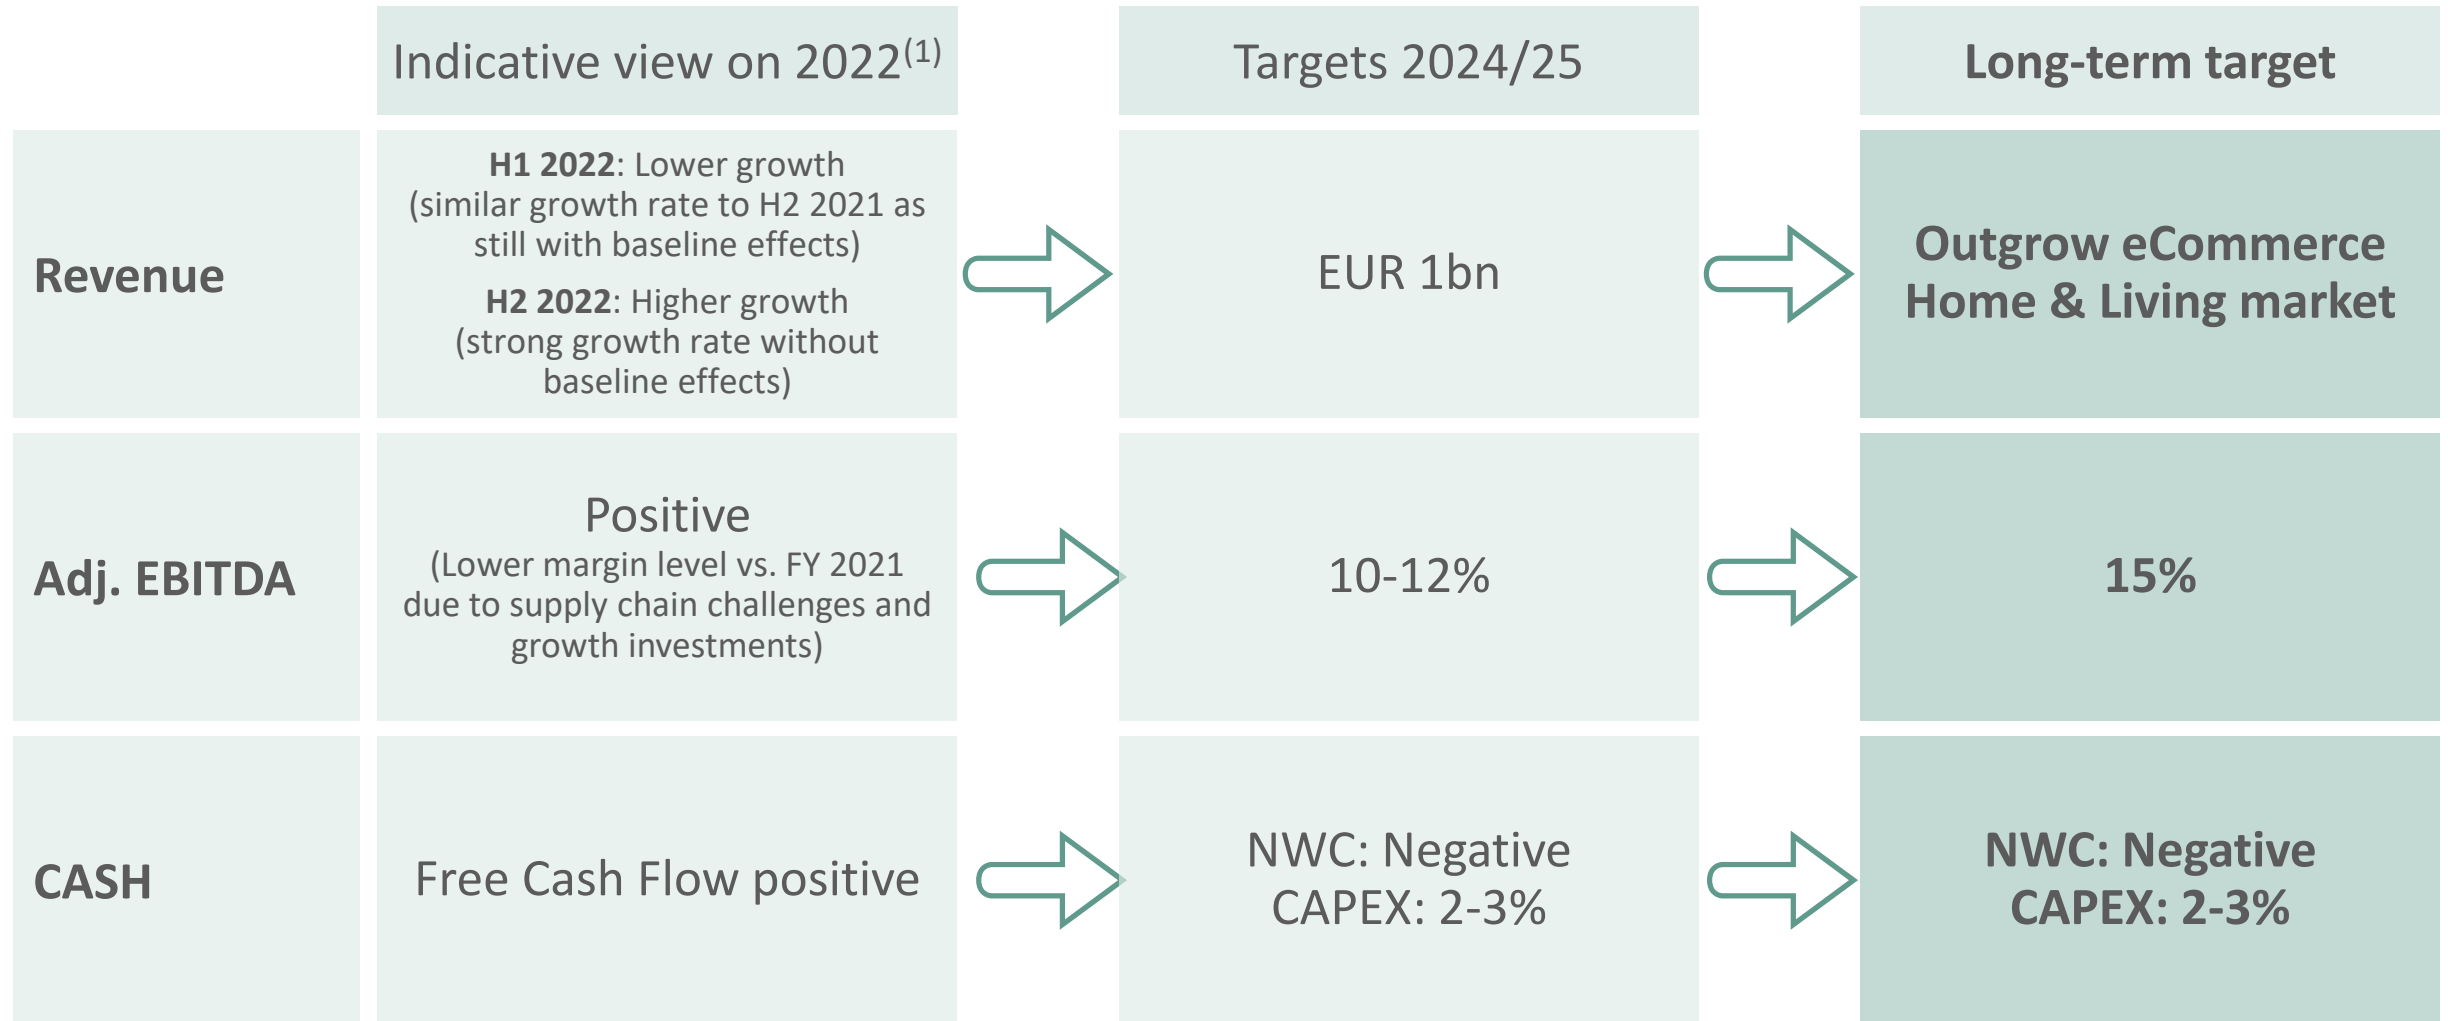 Indicative view on 2022(1)
Targets 2024/25
Long-term target
Revenue
H1 2022: Lower growth
(similar growth rate to H2 2021 as
still with baseline effects)
H2 2022: Higher growth
(strong growth rate without
baseline effects)
EUR 1bn
Outgrow eCommerce
Home & Living market
Adj. EBITDA
Positive
(Lower margin level vs. FY 2021
due to supply chain challenges and
growth investments)
10-12%
15%
CASH
Free Cash Flow positive
NWC: Negative
CAPEX: 2-3%
NWC: Negative
CAPEX: 2-3%